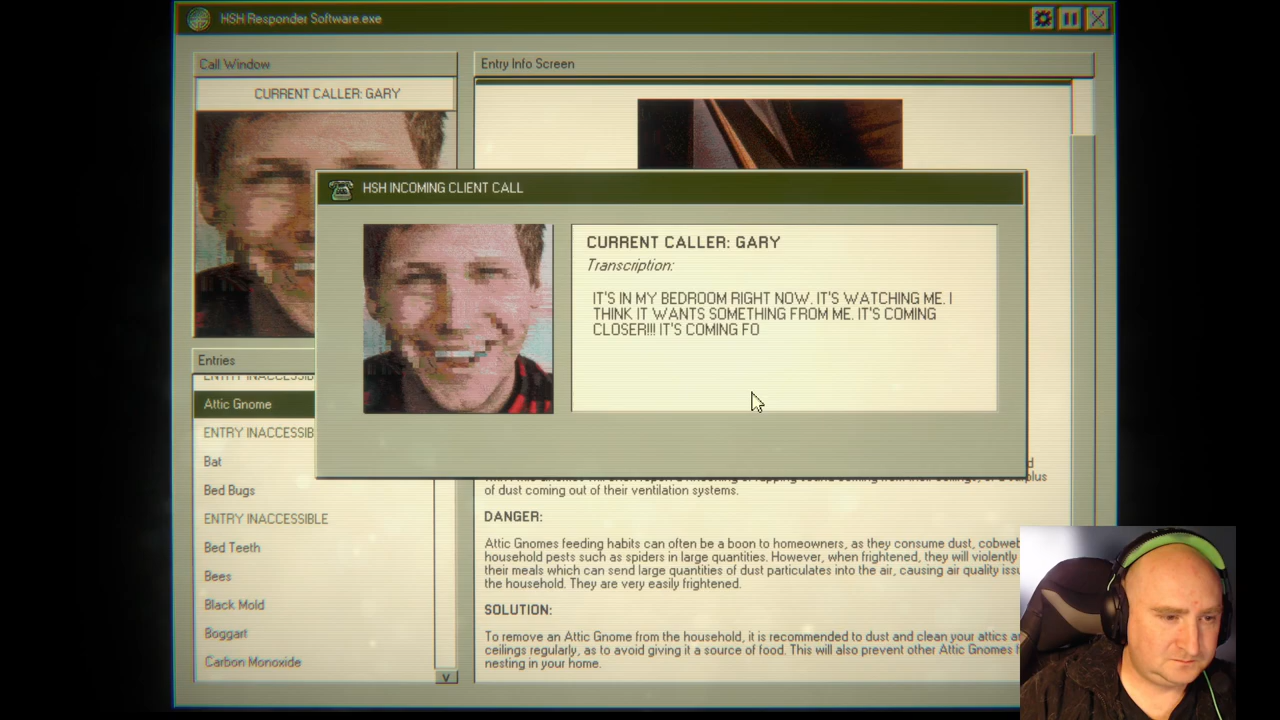 HSH Responder Software.exe
Call Window
CURRENT CALLER: GARY
Entry Info Screen
HSH INCOMING CLIENT CALL
CURRENT CALLER: GARY
Transcription:
IT'S IN MY BEDROOM RIGHT NOW. IT'S WATCHING ME. I
THINK IT WANTS SOMETHING FROM ME. IT'S COMING
CLOSER!!! IT'S COMING FO
Entries
ENTRY INACCESSIB
Attic Gnome
ENTRY INACCESSIB
Bat
Bed Bugs
ENTRY INACCESSIBLE
Bed Teeth
Bees
Black Mold
Boggart
Carbon Monoxide
of dust coming out of their ventilation systems.
DANGER:
Attic Gnomes feeding habits can often be a boon to homeowners, as they consume dust, cobwe
household pests such as spiders in large quantities. However, when frightened, they will violently
their meals which can send large quantities of dust particulates into the air, causing air quality iss
the household. They are very easily frightened.
SOLUTION:
To remove an Attic Gnome from the household, it is recommended to dust and clean your attics a
ceilings regularly, as to avoid giving it a source of food. This will also prevent other Attic Gnomes
nesting in your home.